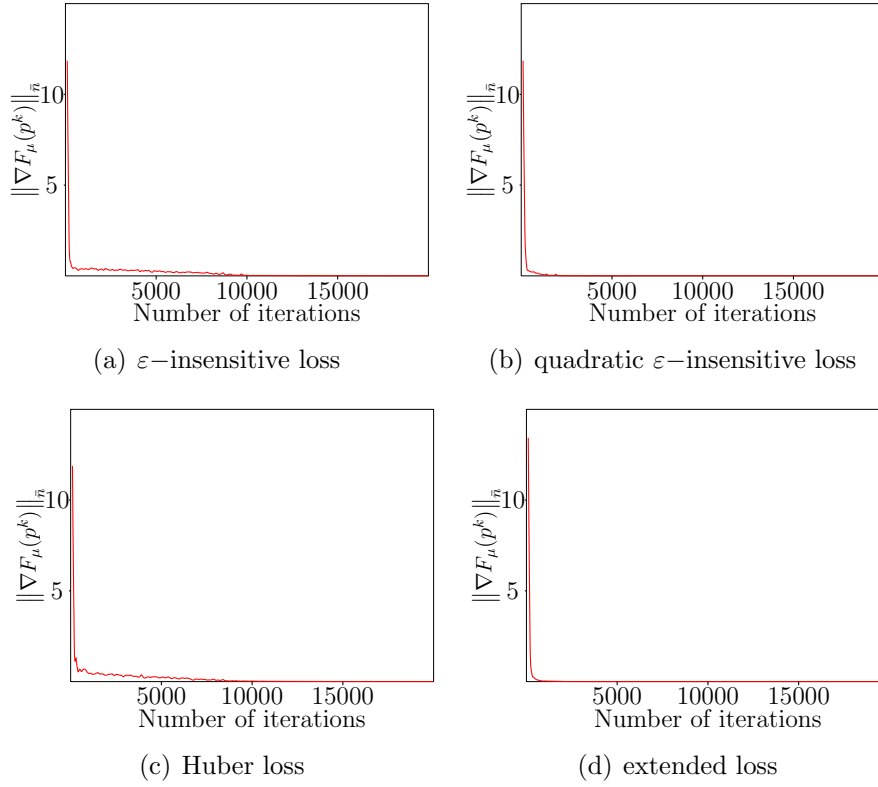 10
5
‖∇F_μ(p^k)‖_n̄
5000 10000 15000
Number of iterations
(a) ε−insensitive loss
10
5
‖∇F_μ(p^k)‖_n̄
5000 10000 15000
Number of iterations
(b) quadratic ε−insensitive loss
10
5
‖∇F_μ(p^k)‖_n̄
5000 10000 15000
Number of iterations
(c) Huber loss
10
5
‖∇F_μ(p^k)‖_n̄
5000 10000 15000
Number of iterations
(d) extended loss